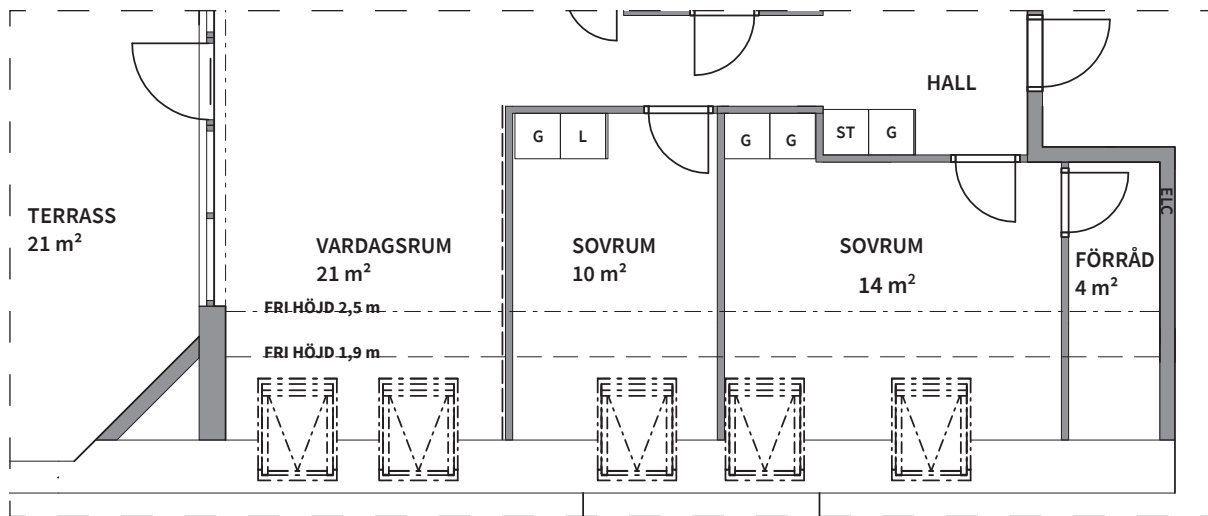 HALL
G L
G G
ST G
ELC
TERRASS
21 m²
VARDAGSRUM
21 m²
SOVRUM
10 m²
SOVRUM
14 m²
FÖRRÅD
4 m²
FRI HÖJD 2,5 m
FRI HÖJD 1,9 m